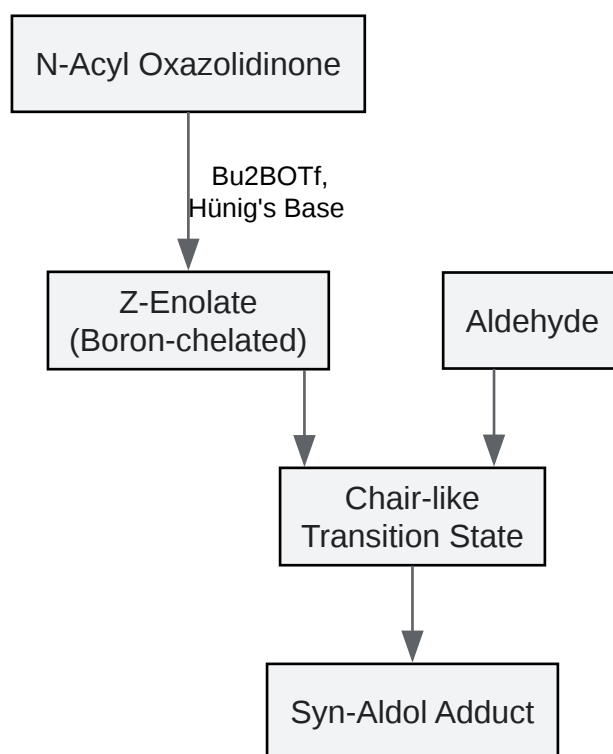 N-Acyl Oxazolidinone
Bu2BOTf,
Hünig's Base
Z-Enolate
(Boron-chelated)
Aldehyde
Chair-like
Transition State
Syn-Aldol Adduct